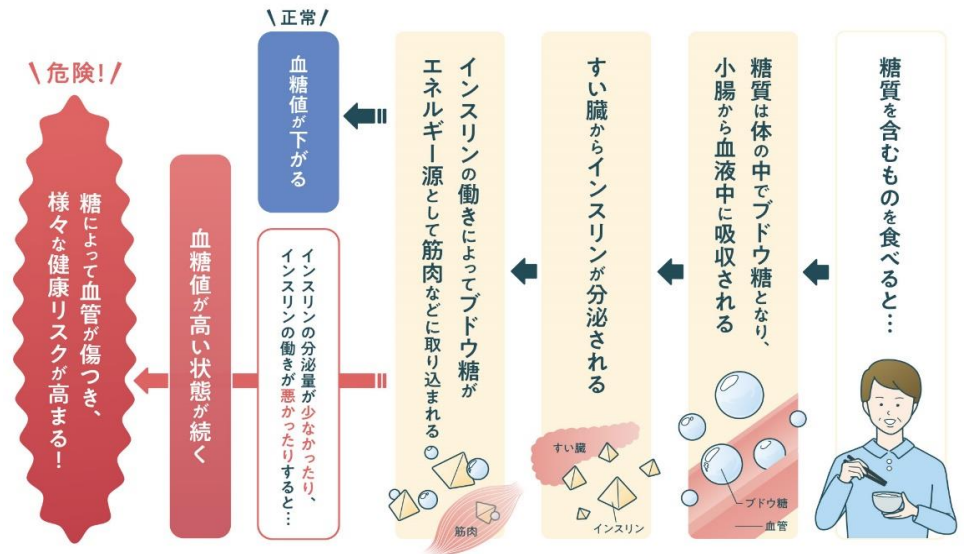 糖質を含むものを食べると…
糖質は体の中でブドウ糖となり、
小腸から血液中に吸収される
ブドウ糖
血管
すい臓からインスリンが分泌される
すい臓
インスリン
インスリンの働きによってブドウ糖が
エネルギー源として筋肉などに取り込まれる
筋肉
正常
血糖値が下がる
インスリンの分泌量が少なかったり、
インスリンの働きが悪かったりすると…
血糖値が高い状態が続く
危険!
糖によって血管が傷つき、
様々な健康リスクが高まる!